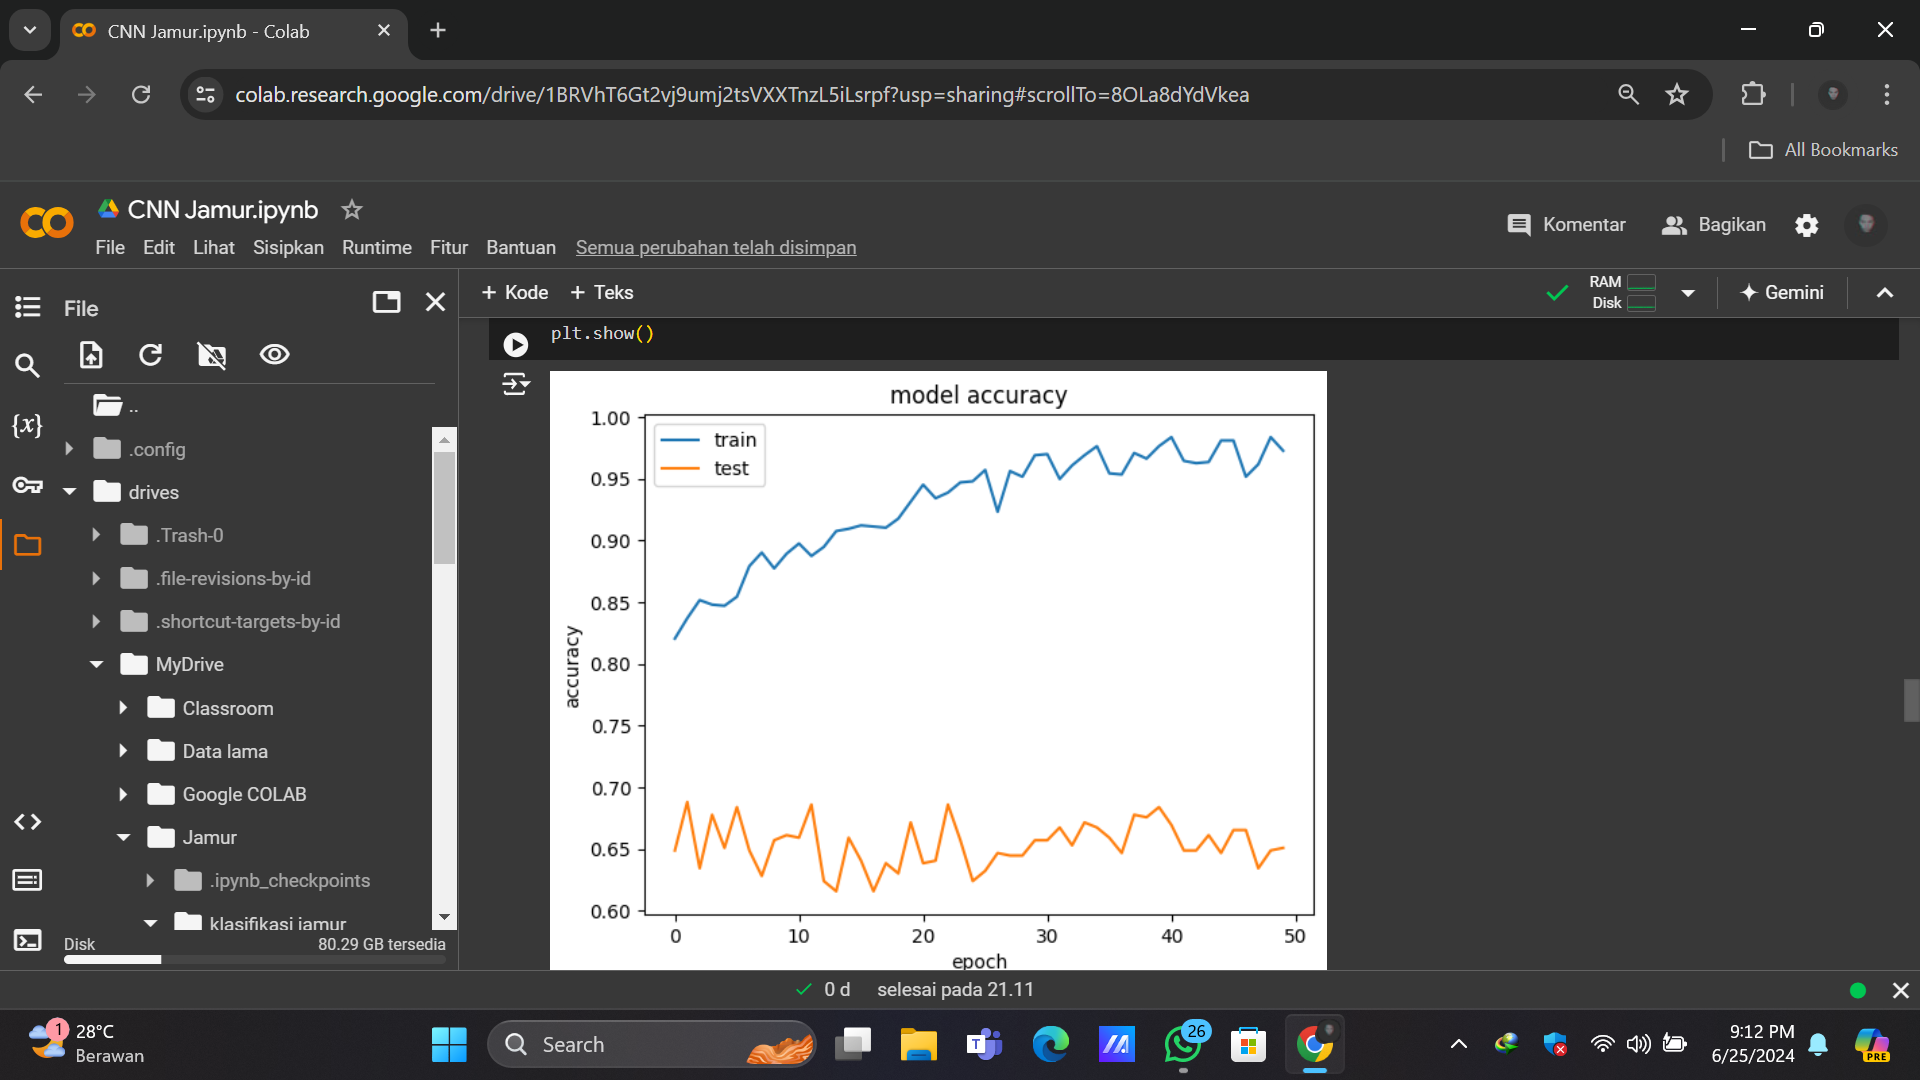 CNN Jamur.ipynb - Colab
colab.research.google.com/drive/1BRVhT6Gt2vj9umj2tsVXXTnzL5iLsrpf?usp=sharing#scrollTo=8OLa8dYdVkea
All Bookmarks
CNN Jamur.ipynb
File Edit Lihat Sisipkan Runtime Fitur Bantuan Semua perubahan telah disimpan
Komentar Bagikan
File
+ Kode + Teks
RAM
Disk
Gemini
{x}
..
.config
drives
.Trash-0
.file-revisions-by-id
.shortcut-targets-by-id
MyDrive
Classroom
Data lama
Google COLAB
Jamur
.ipynb_checkpoints
klasifikasi jamur
Disk 80.29 GB tersedia
plt.show()
model accuracy
train
test
1.00
0.95
0.90
0.85
0.80
0.75
0.70
0.65
0.60
accuracy
0 10 20 30 40 50
epoch
0 d selesai pada 21.11
1
28°C
Berawan
Search
T
26
PRE
9:12 PM
6/25/2024